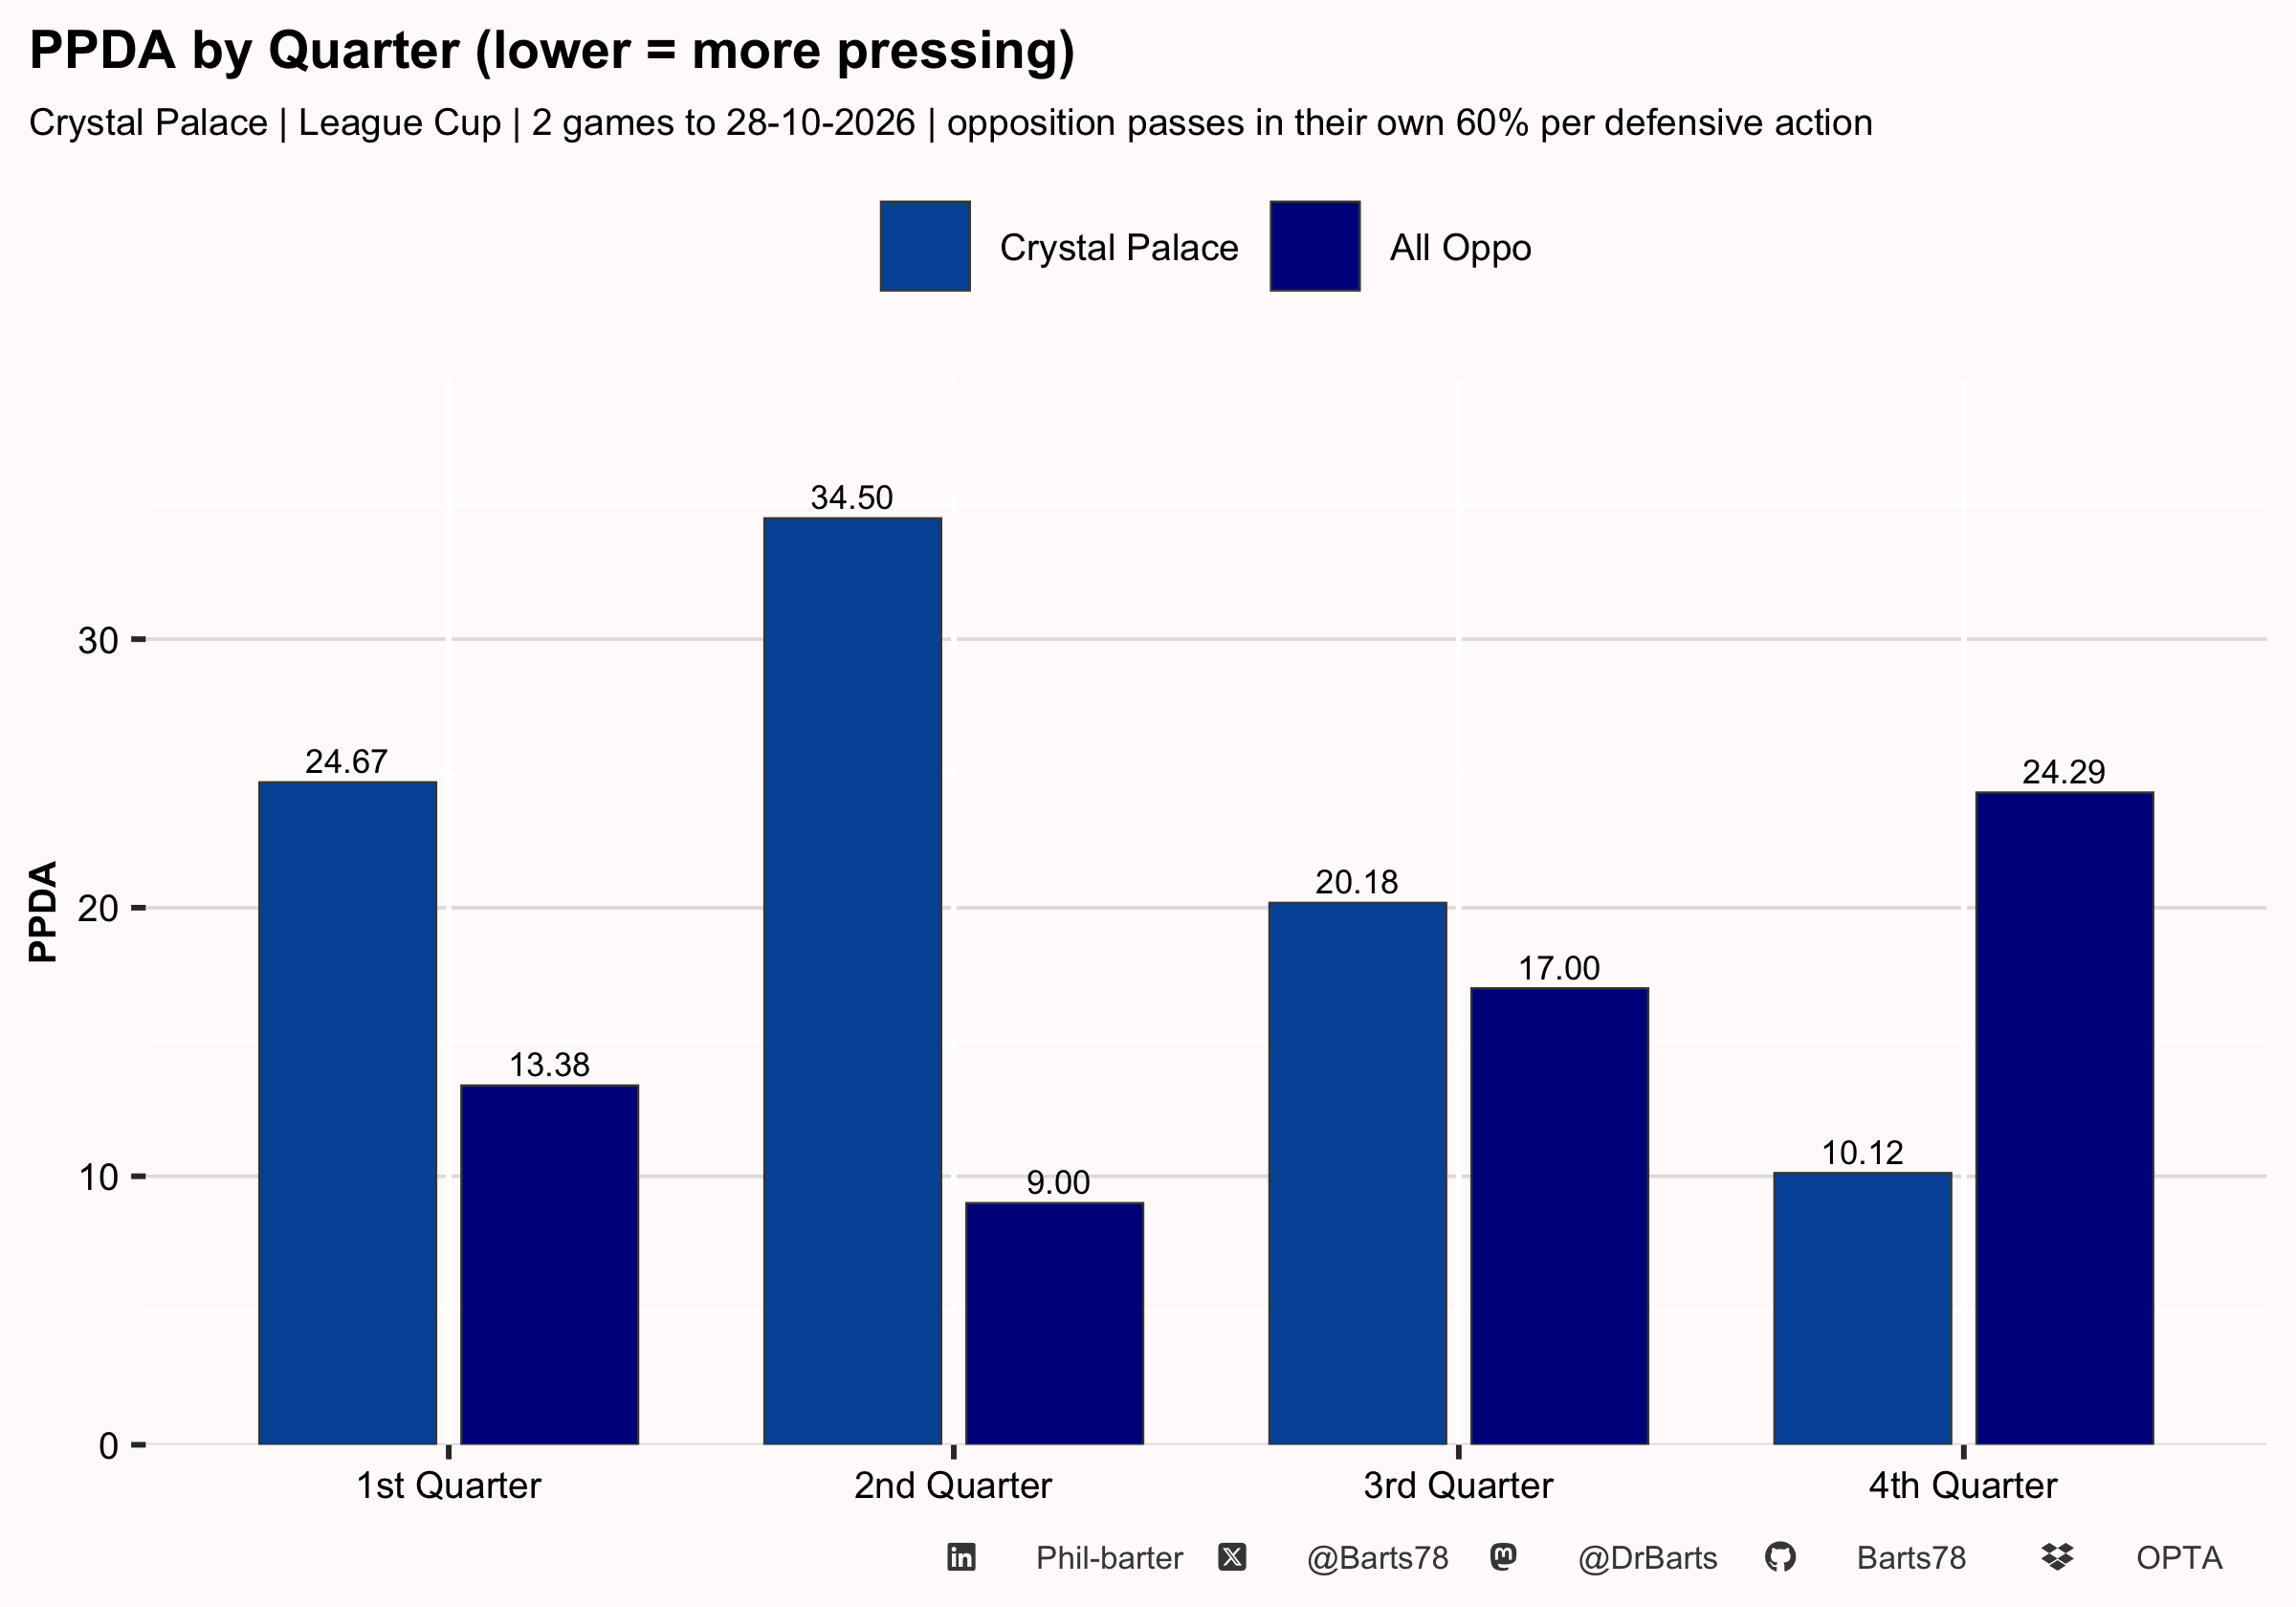 PPDA by Quarter (lower = more pressing)
Crystal Palace | League Cup | 2 games to 28-10-2026 | opposition passes in their own 60% per defensive action
Crystal Palace All Oppo
PPDA
30
20
10
0
24.67
13.38
34.50
9.00
20.18
17.00
10.12
24.29
1st Quarter 2nd Quarter 3rd Quarter 4th Quarter
Phil-barter @Barts78 @DrBarts Barts78 OPTA